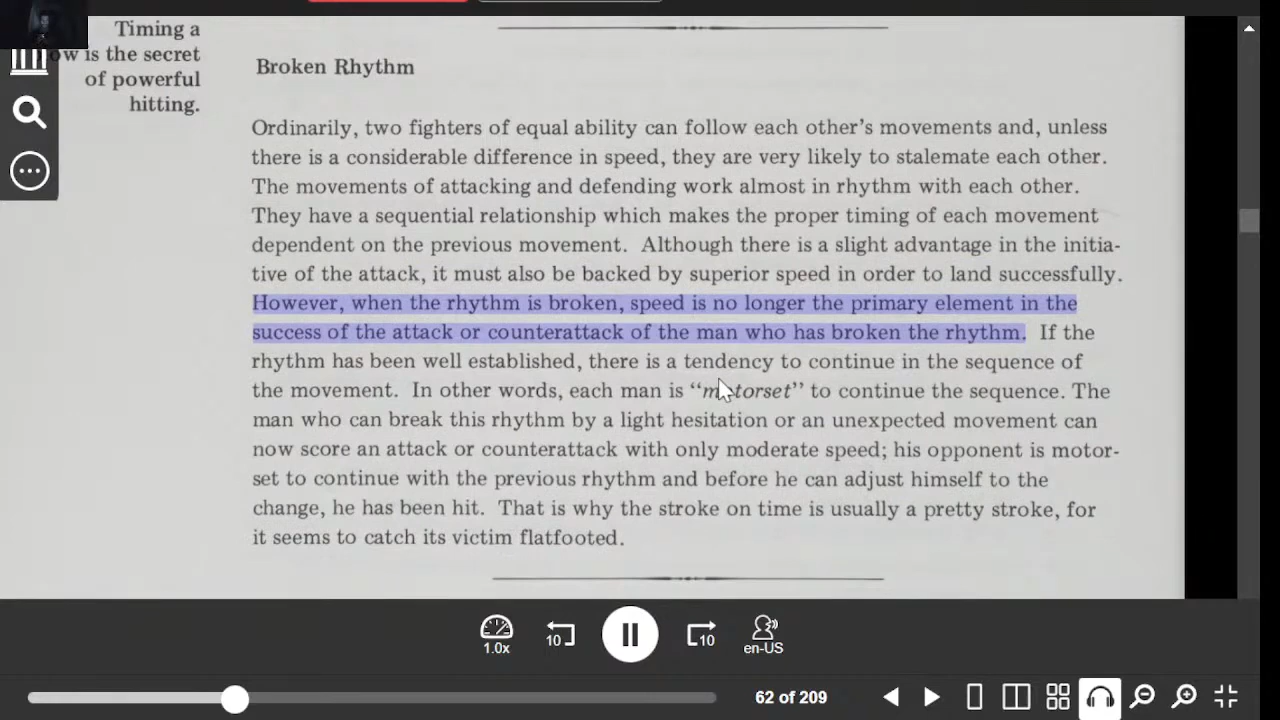 Timing a
ow is the secret
of powerful
hitting.
Broken Rhythm
Ordinarily, two fighters of equal ability can follow each other's movements and, unless
there is a considerable difference in speed, they are very likely to stalemate each other.
The movements of attacking and defending work almost in rhythm with each other.
They have a sequential relationship which makes the proper timing of each movement
dependent on the previous movement. Although there is a slight advantage in the initia-
tive of the attack, it must also be backed by superior speed in order to land successfully.
However, when the rhythm is broken, speed is no longer the primary element in the
success of the attack or counterattack of the man who has broken the rhythm. If the
rhythm has been well established, there is a tendency to continue in the sequence of
the movement. In other words, each man is “motorset” to continue the sequence. The
man who can break this rhythm by a light hesitation or an unexpected movement can
now score an attack or counterattack with only moderate speed; his opponent is motor-
set to continue with the previous rhythm and before he can adjust himself to the
change, he has been hit. That is why the stroke on time is usually a pretty stroke, for
it seems to catch its victim flatfooted.
1.0x
10
10
en-US
62 of 209